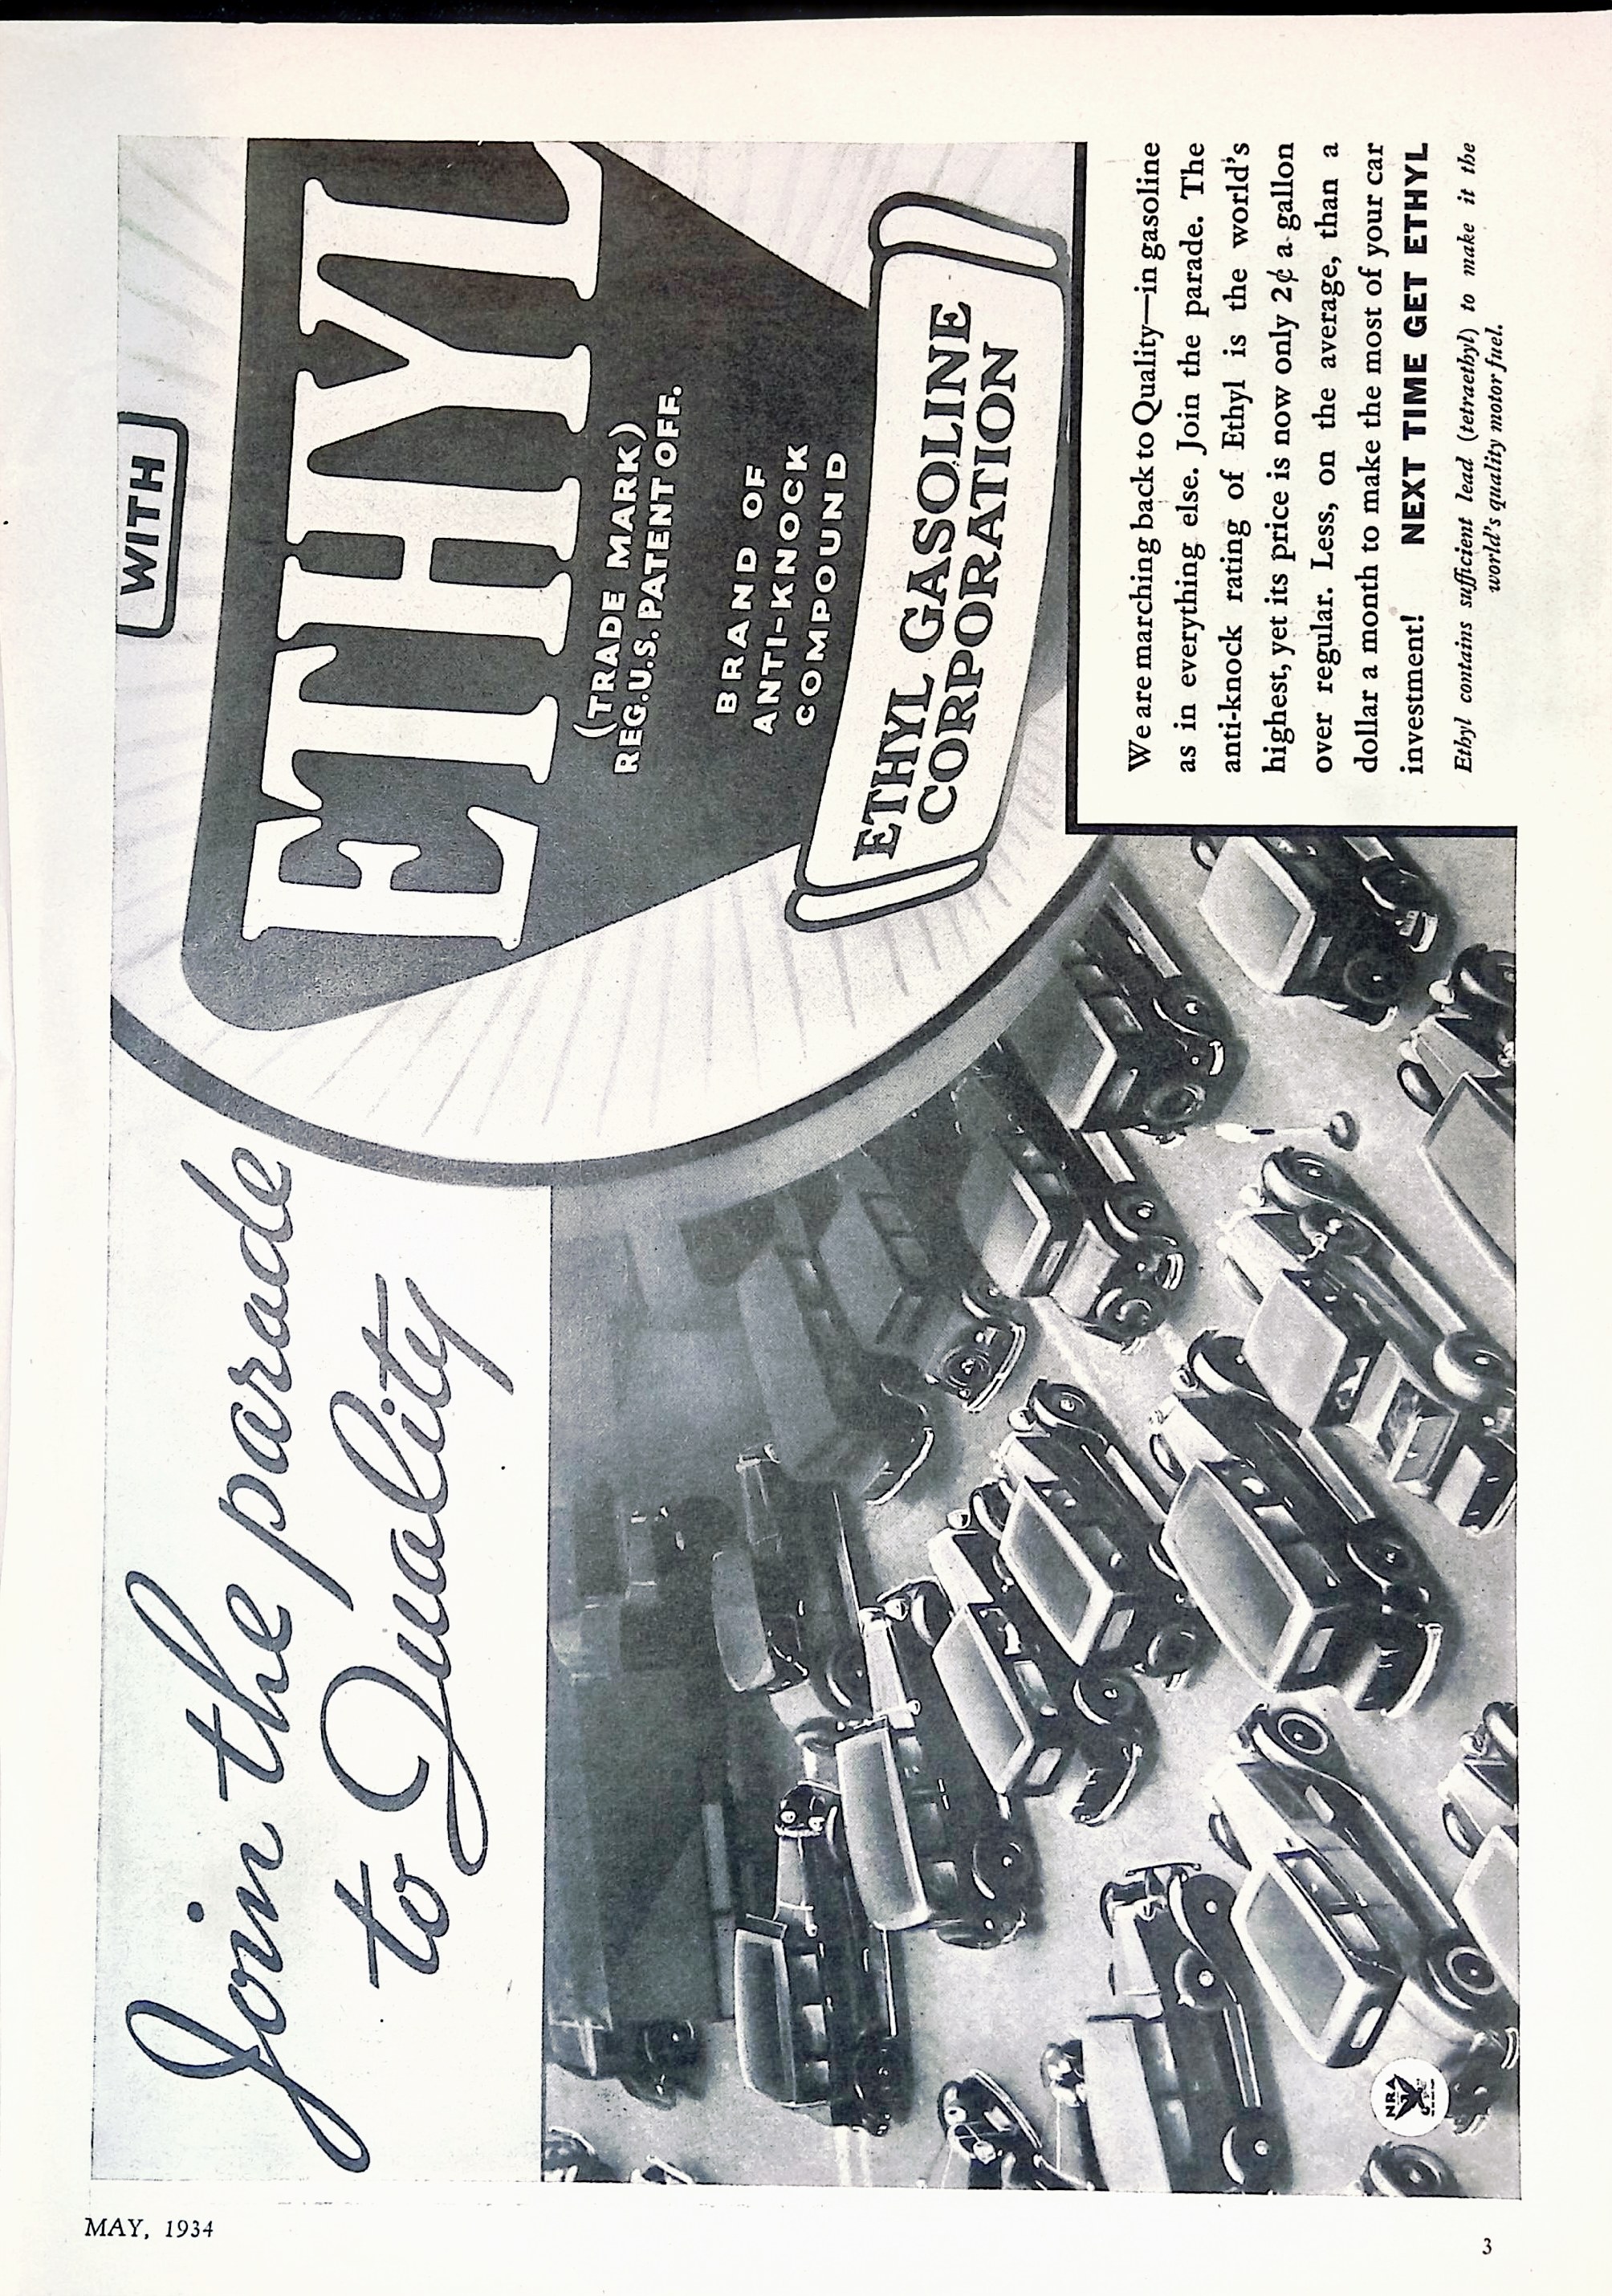 Join the parade
to Quality
WITH
ETHYL
(TRADE MARK)
REG.U.S. PATENT OFF.
BRAND OF
ANTI-KNOCK
COMPOUND
ETHYL GASOLINE
CORPORATION
We are marching back to Quality—in gasoline
as in everything else. Join the parade. The
anti-knock rating of Ethyl is the world's
highest, yet its price is now only 2¢ a gallon
over regular. Less, on the average, than a
dollar a month to make the most of your car
investment! NEXT TIME GET ETHYL
Ethyl contains sufficient lead (tetraethyl) to make it the
world's quality motor fuel.
NRA
MAY, 1934
3